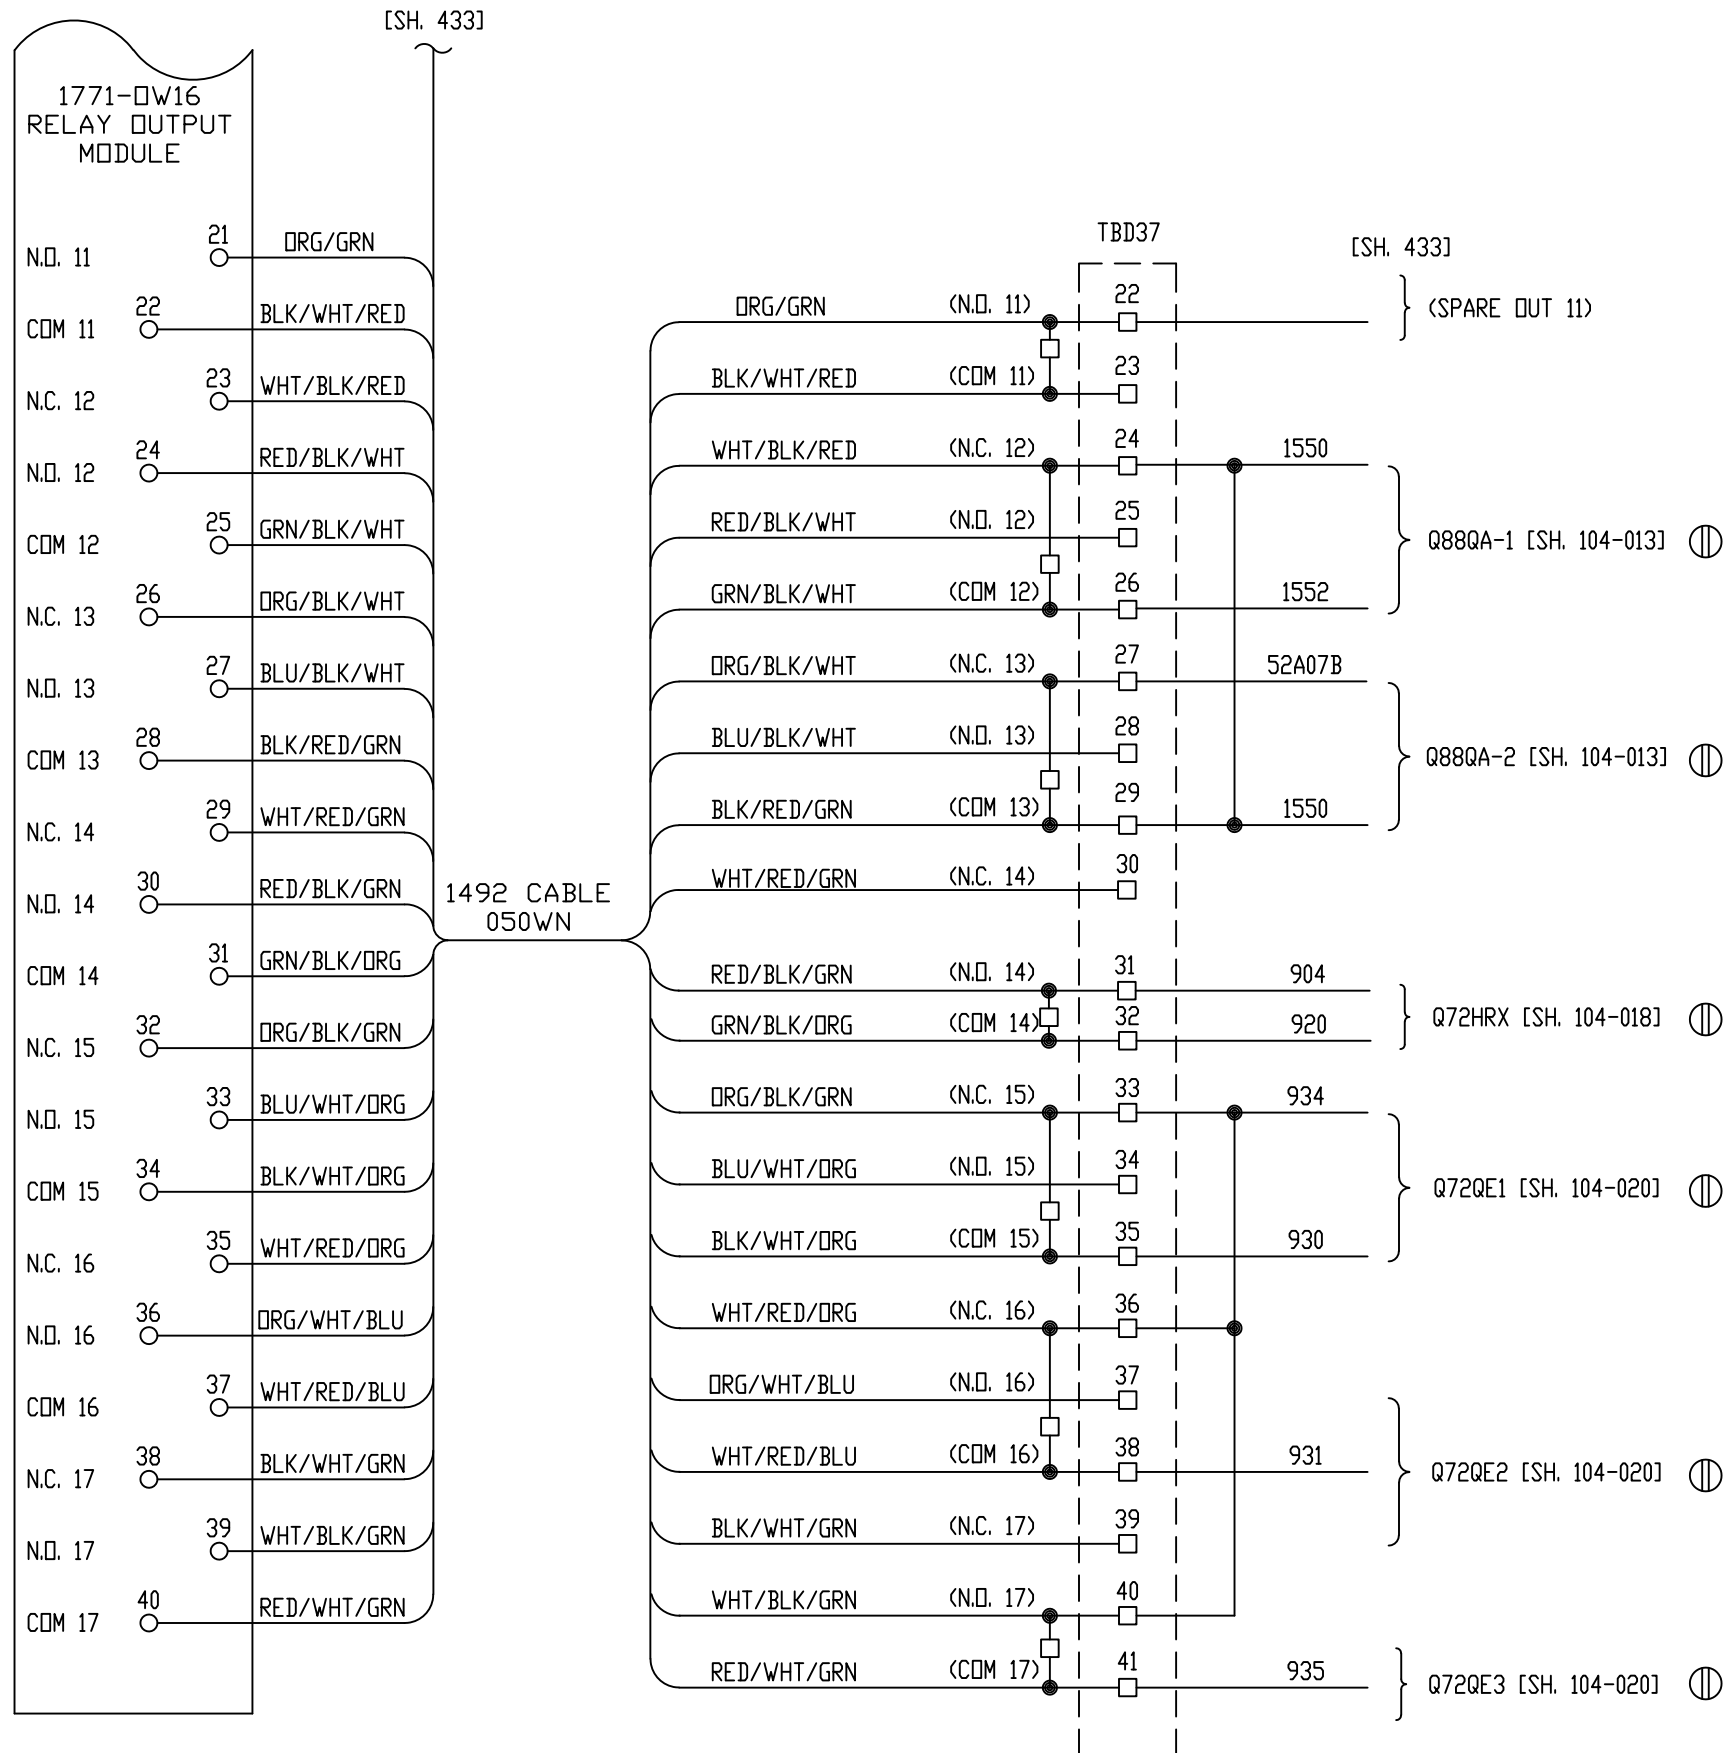 [SH. 433]
1771-OW16
RELAY OUTPUT
MODULE
N.O. 11 21 ORG/GRN
COM 11 22 BLK/WHT/RED
N.C. 12 23 WHT/BLK/RED
N.O. 12 24 RED/BLK/WHT
COM 12 25 GRN/BLK/WHT
N.C. 13 26 ORG/BLK/WHT
N.O. 13 27 BLU/BLK/WHT
COM 13 28 BLK/RED/GRN
N.C. 14 29 WHT/RED/GRN
N.O. 14 30 RED/BLK/GRN
COM 14 31 GRN/BLK/ORG
N.C. 15 32 ORG/BLK/GRN
N.O. 15 33 BLU/WHT/ORG
COM 15 34 BLK/WHT/ORG
N.C. 16 35 WHT/RED/ORG
N.O. 16 36 ORG/WHT/BLU
COM 16 37 WHT/RED/BLU
N.C. 17 38 BLK/WHT/GRN
N.O. 17 39 WHT/BLK/GRN
COM 17 40 RED/WHT/GRN
1492 CABLE
050WN
TBD37
[SH. 433]
ORG/GRN (N.O. 11) 22 (SPARE OUT 11)
BLK/WHT/RED (COM 11) 23
WHT/BLK/RED (N.C. 12) 24 1550
RED/BLK/WHT (N.O. 12) 25 Q88QA-1 [SH. 104-013]
GRN/BLK/WHT (COM 12) 26 1552
ORG/BLK/WHT (N.C. 13) 27 52A07B
BLU/BLK/WHT (N.O. 13) 28 Q88QA-2 [SH. 104-013]
BLK/RED/GRN (COM 13) 29 1550
WHT/RED/GRN (N.C. 14) 30
RED/BLK/GRN (N.O. 14) 31 904
Q72HRX [SH. 104-018]
GRN/BLK/ORG (COM 14) 32 920
ORG/BLK/GRN (N.C. 15) 33 934
BLU/WHT/ORG (N.O. 15) 34 Q72QE1 [SH. 104-020]
BLK/WHT/ORG (COM 15) 35 930
WHT/RED/ORG (N.C. 16) 36
ORG/WHT/BLU (N.O. 16) 37
WHT/RED/BLU (COM 16) 38 931 Q72QE2 [SH. 104-020]
BLK/WHT/GRN (N.C. 17) 39
WHT/BLK/GRN (N.O. 17) 40
RED/WHT/GRN (COM 17) 41 935 Q72QE3 [SH. 104-020]